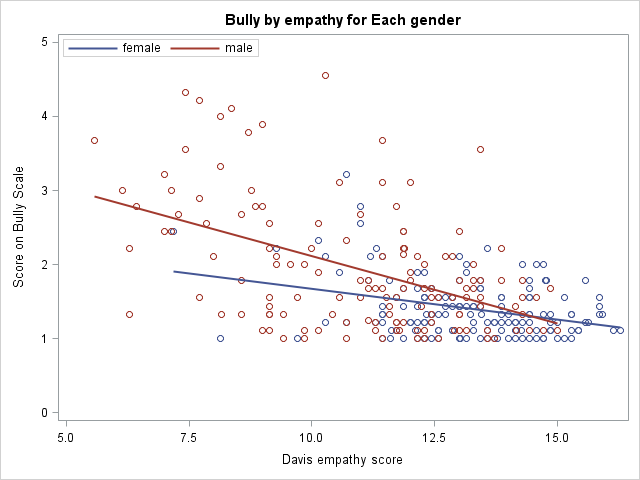 Bully by empathy for Each gender
female male
Score on Bully Scale
5
4
3
2
1
0
5.0 7.5 10.0 12.5 15.0
Davis empathy score